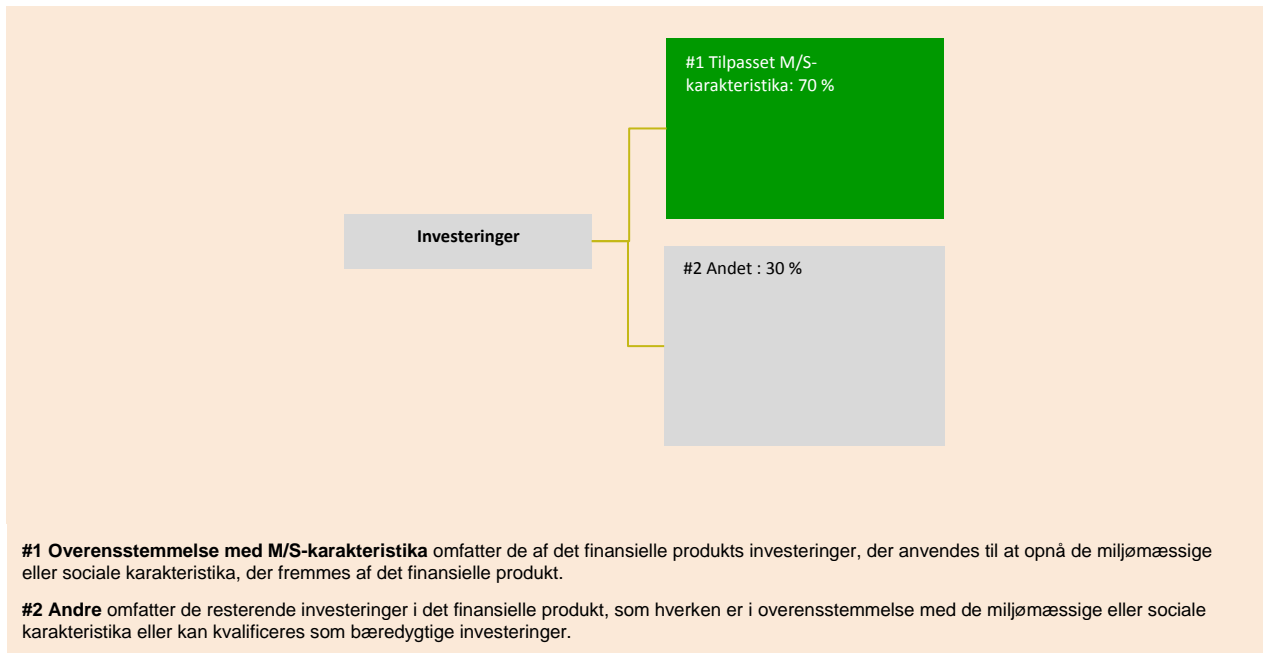 #1 Tilpasset M/S-
karakteristika: 70 %
Investeringer
#2 Andet : 30 %
#1 Overensstemmelse med M/S-karakteristika omfatter de af det finansielle produkts investeringer, der anvendes til at opnå de miljømæssige
eller sociale karakteristika, der fremmes af det finansielle produkt.
#2 Andre omfatter de resterende investeringer i det finansielle produkt, som hverken er i overensstemmelse med de miljømæssige eller sociale
karakteristika eller kan kvalificeres som bæredygtige investeringer.